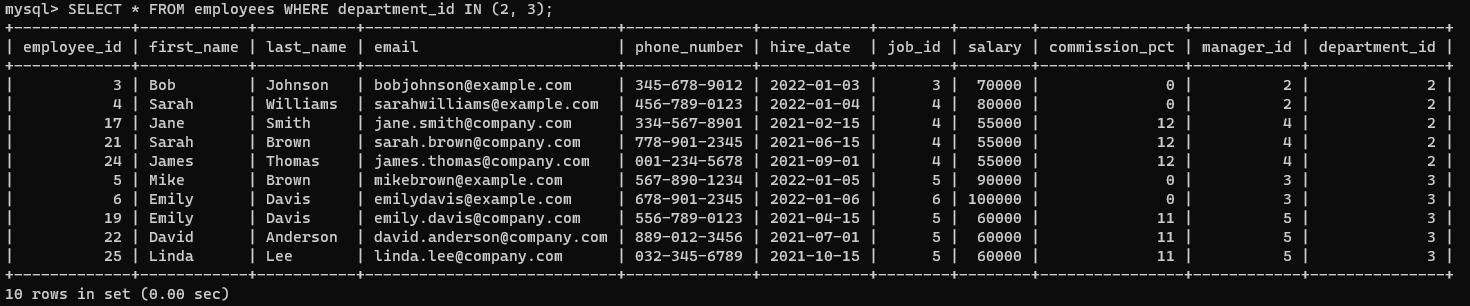 mysql> SELECT * FROM employees WHERE department_id IN (2, 3);
+-------------+------------+-----------+----------------------------+--------------+------------+--------+--------+----------------+------------+---------------+
| employee_id | first_name | last_name | email                      | phone_number | hire_date  | job_id | salary | commission_pct | manager_id | department_id |
+-------------+------------+-----------+----------------------------+--------------+------------+--------+--------+----------------+------------+---------------+
|           3 | Bob        | Johnson   | bobjohnson@example.com     | 345-678-9012 | 2022-01-03 |      3 |  70000 |              0 |          2 |             2 |
|           4 | Sarah      | Williams  | sarahwilliams@example.com  | 456-789-0123 | 2022-01-04 |      4 |  80000 |              0 |          2 |             2 |
|          17 | Jane       | Smith     | jane.smith@company.com     | 334-567-8901 | 2021-02-15 |      4 |  55000 |             12 |          4 |             2 |
|          21 | Sarah      | Brown     | sarah.brown@company.com    | 778-901-2345 | 2021-06-15 |      4 |  55000 |             12 |          4 |             2 |
|          24 | James      | Thomas    | james.thomas@company.com   | 001-234-5678 | 2021-09-01 |      4 |  55000 |             12 |          4 |             2 |
|           5 | Mike       | Brown     | mikebrown@example.com      | 567-890-1234 | 2022-01-05 |      5 |  90000 |              0 |          3 |             3 |
|           6 | Emily      | Davis     | emilydavis@example.com     | 678-901-2345 | 2022-01-06 |      6 | 100000 |              0 |          3 |             3 |
|          19 | Emily      | Davis     | emily.davis@company.com    | 556-789-0123 | 2021-04-15 |      5 |  60000 |             11 |          5 |             3 |
|          22 | David      | Anderson  | david.anderson@company.com | 889-012-3456 | 2021-07-01 |      5 |  60000 |             11 |          5 |             3 |
|          25 | Linda      | Lee       | linda.lee@company.com      | 032-345-6789 | 2021-10-15 |      5 |  60000 |             11 |          5 |             3 |
+-------------+------------+-----------+----------------------------+--------------+------------+--------+--------+----------------+------------+---------------+
10 rows in set (0.00 sec)